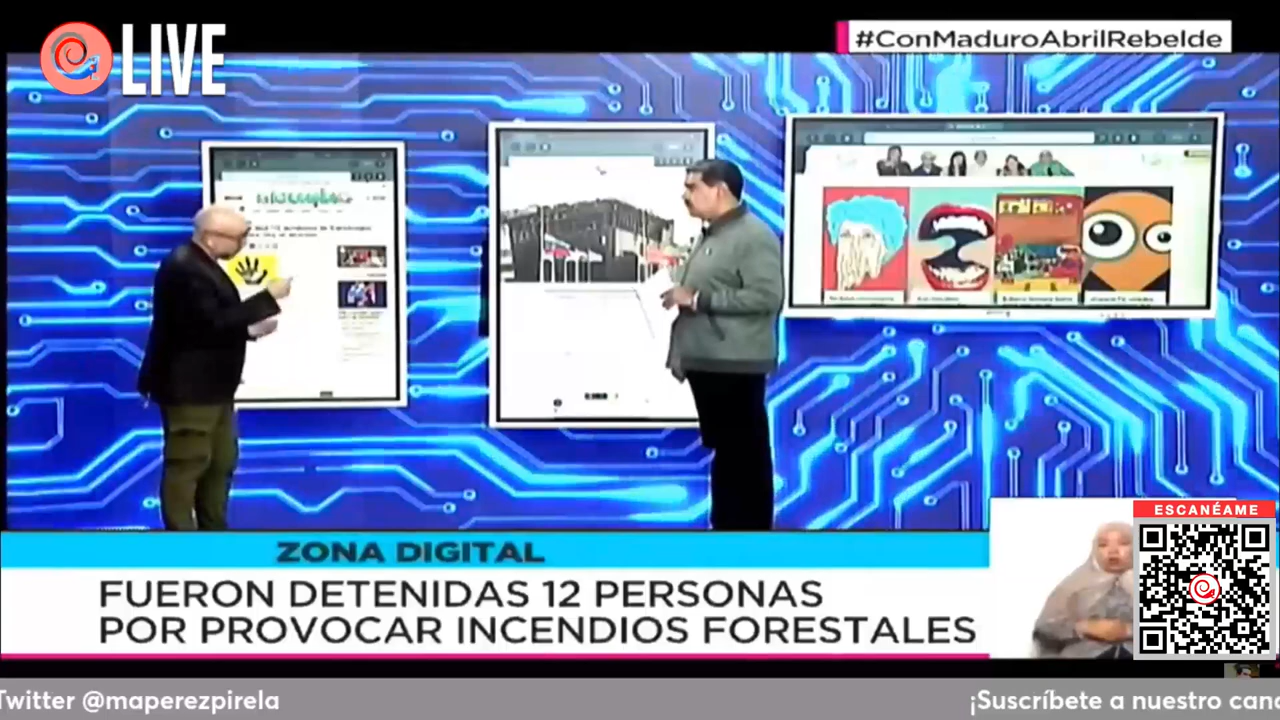 LIVE
#ConMaduroAbrilRebelde
ESCANÉAME
ZONA DIGITAL
FUERON DETENIDAS 12 PERSONAS
POR PROVOCAR INCENDIOS FORESTALES
Twitter @maperezpirela
¡Suscríbete a nuestro cana